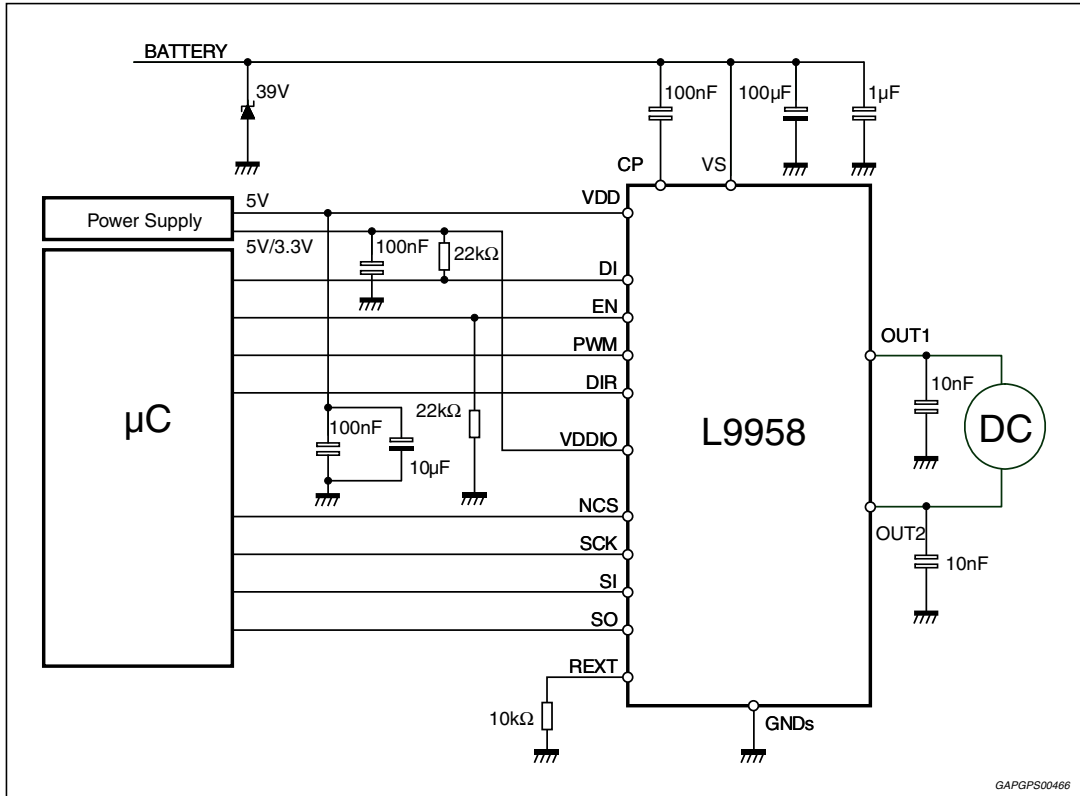 BATTERY
39V
100nF
100µF
1µF
CP
VS
5V
VDD
Power Supply
5V/3.3V
100nF
22kΩ
DI
EN
PWM
OUT1
DIR
10nF
µC
22kΩ
L9958
DC
100nF
VDDIO
10µF
NCS
OUT2
SCK
10nF
SI
SO
REXT
10kΩ
GNDs
GAPGPS00466